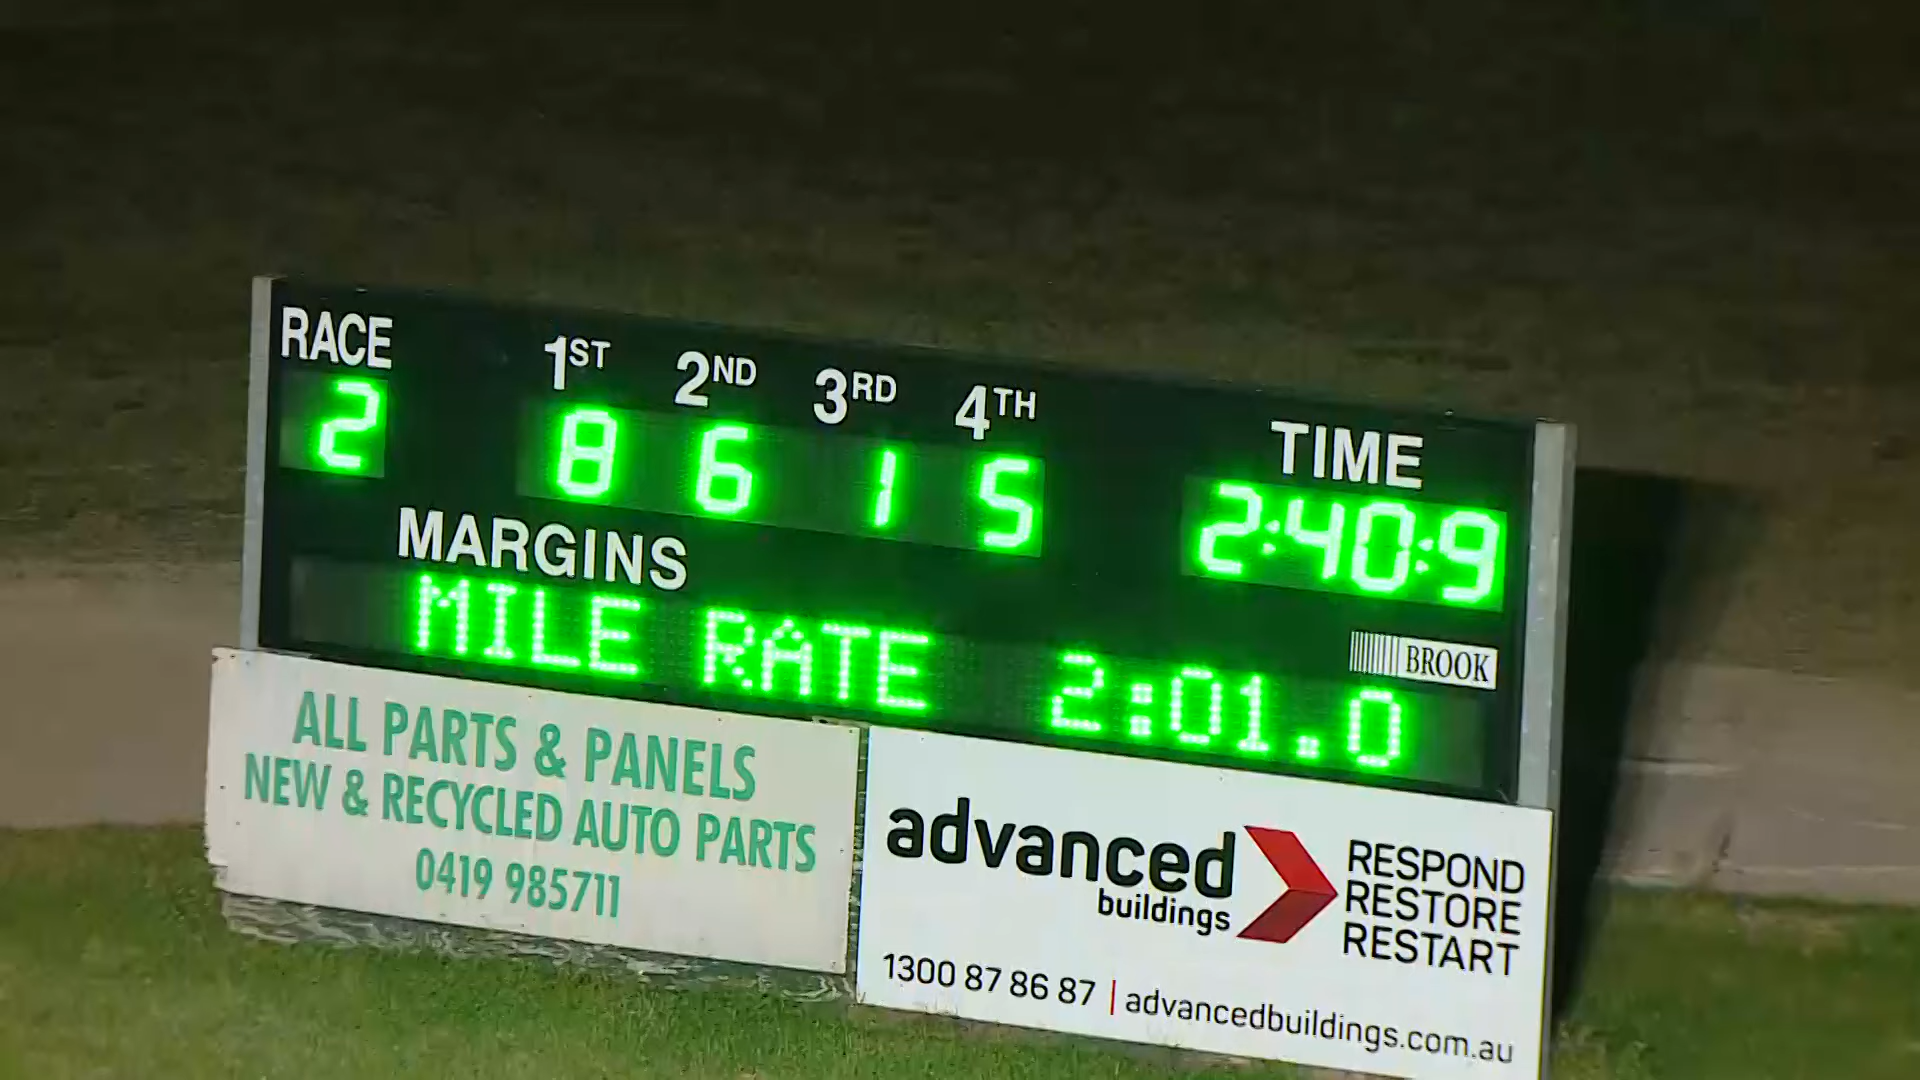 RACE 1ST 2ND 3RD 4TH TIME
2 8 6 1 5 2:40:9
MARGINS
MILE RATE 2:01.0
BROOK
ALL PARTS & PANELS
NEW & RECYCLED AUTO PARTS
0419 985711
advanced
buildings
RESPOND
RESTORE
RESTART
1300 87 86 87 | advancedbuildings.com.au